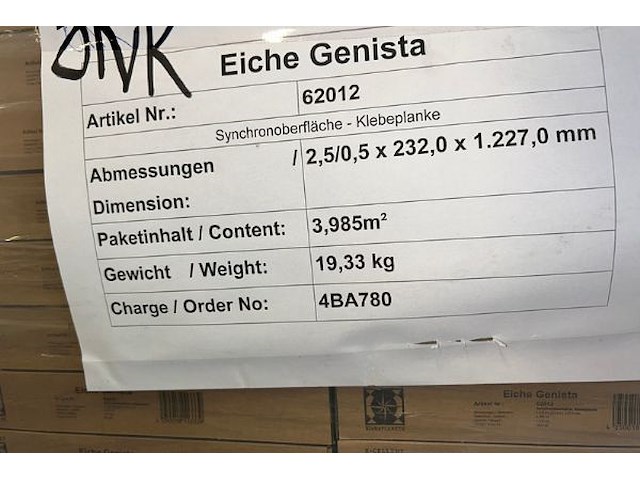 Eiche Genista
Artikel Nr.: 62012
Synchronoberfläche - Klebeplanke
Abmessungen / 2,5/0,5 x 232,0 x 1.227,0 mm
Dimension:
Paketinhalt / Content: 3,985m²
Gewicht / Weight: 19,33 kg
Charge / Order No: 4BA780
Eiche Genista
62012